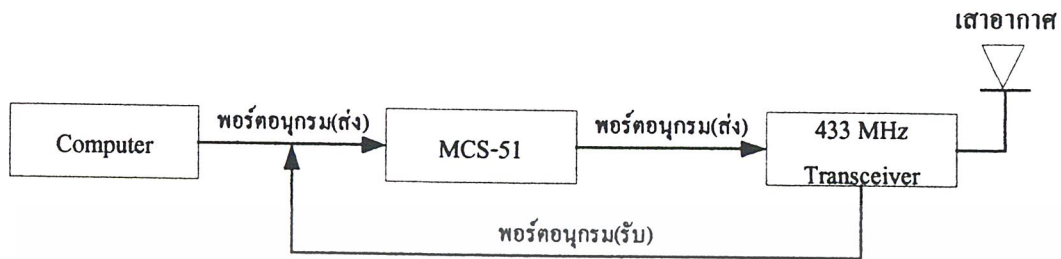 เสาอากาศ
Computer
พอร์ตอนุกรม(ส่ง)
MCS-51
พอร์ตอนุกรม(ส่ง)
433 MHz
Transceiver
พอร์ตอนุกรม(รับ)